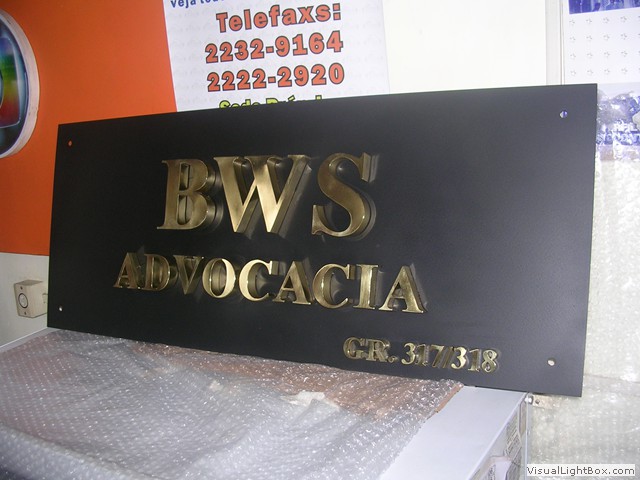 Telefaxs:
2232-9164
2222-2920
BWS
ADVOCACIA
GR. 317/318
VisualLightBox.com